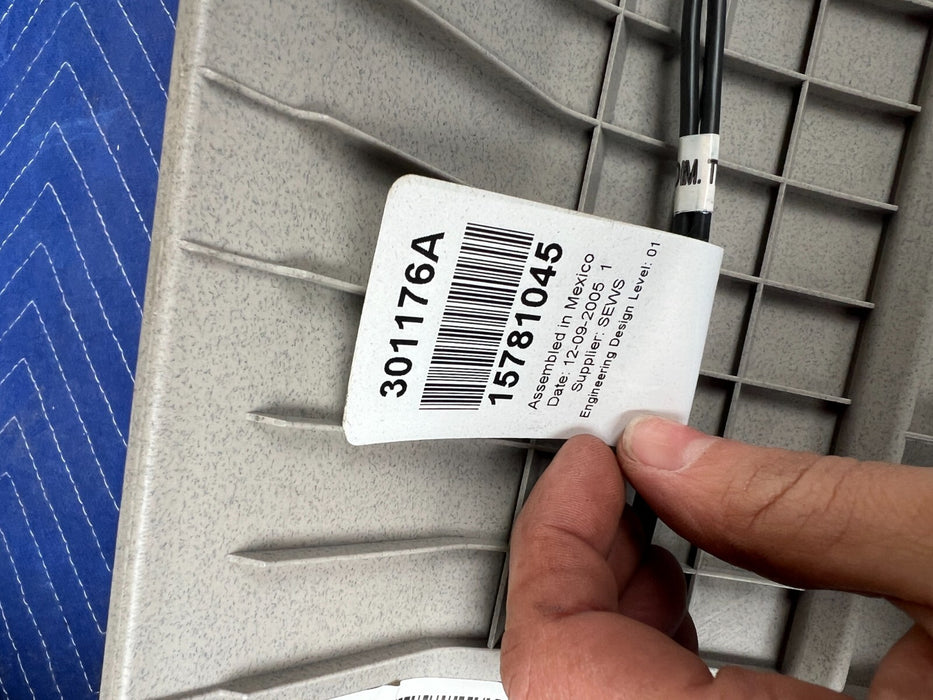 301176A
15781045
Assembled in Mexico
Date: 12-09-2005 1
Supplier: SEWS
Engineering Design Level: 01